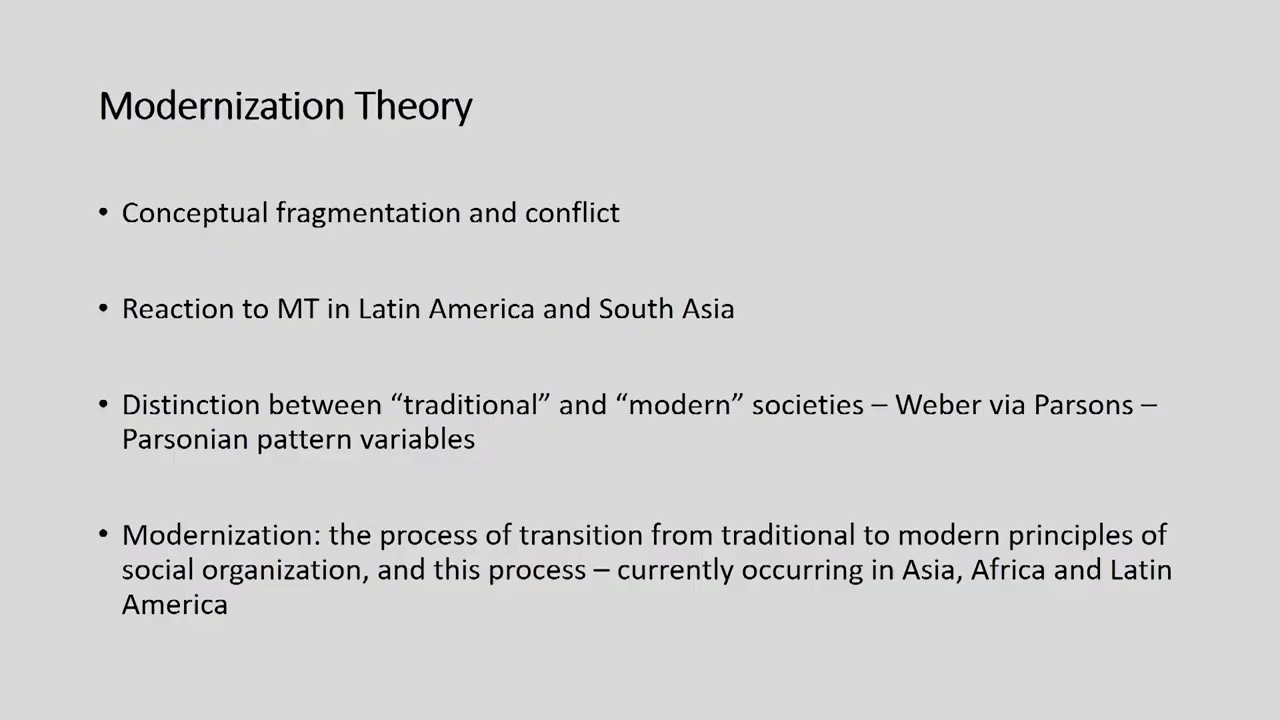 Modernization Theory
• Conceptual fragmentation and conflict
• Reaction to MT in Latin America and South Asia
• Distinction between “traditional” and “modern” societies – Weber via Parsons –
Parsonian pattern variables
• Modernization: the process of transition from traditional to modern principles of
social organization, and this process – currently occurring in Asia, Africa and Latin
America